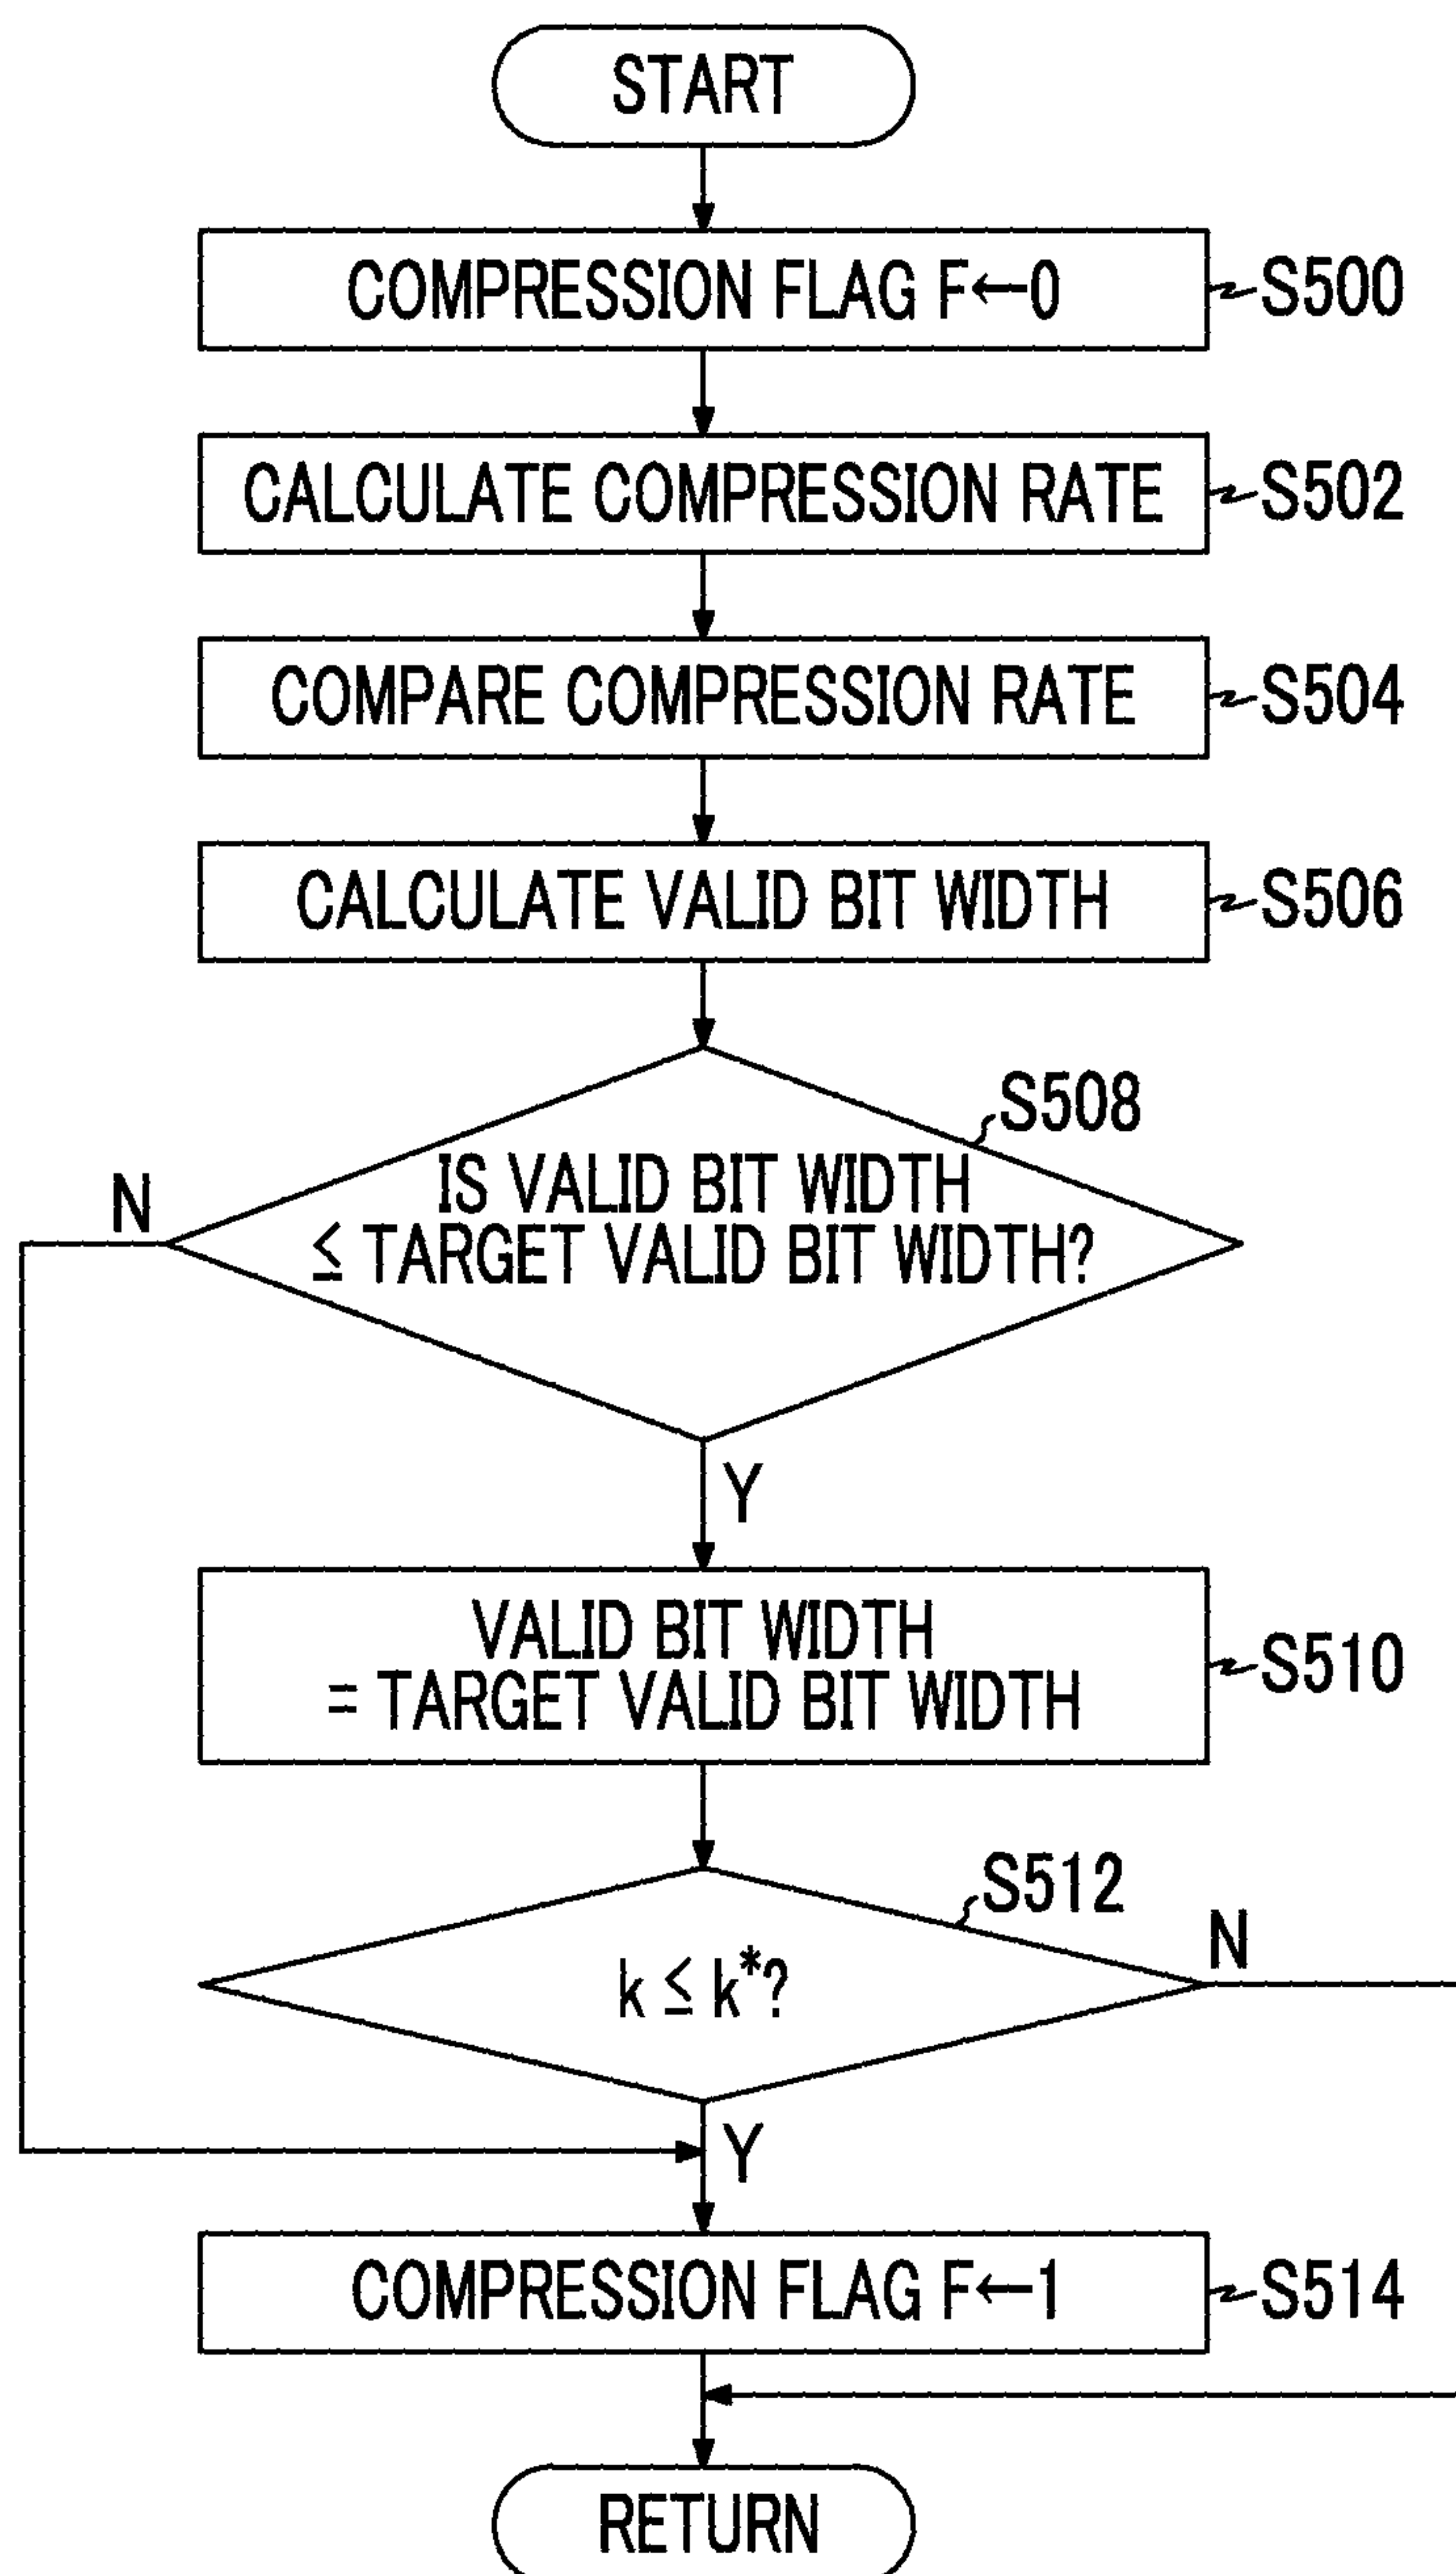 START
COMPRESSION FLAG F←0
S500
CALCULATE COMPRESSION RATE
S502
COMPARE COMPRESSION RATE
S504
CALCULATE VALID BIT WIDTH
S506
S508
IS VALID BIT WIDTH
≤ TARGET VALID BIT WIDTH?
N
Y
VALID BIT WIDTH
= TARGET VALID BIT WIDTH
S510
S512
k ≤ k*?
N
Y
COMPRESSION FLAG F←1
S514
RETURN